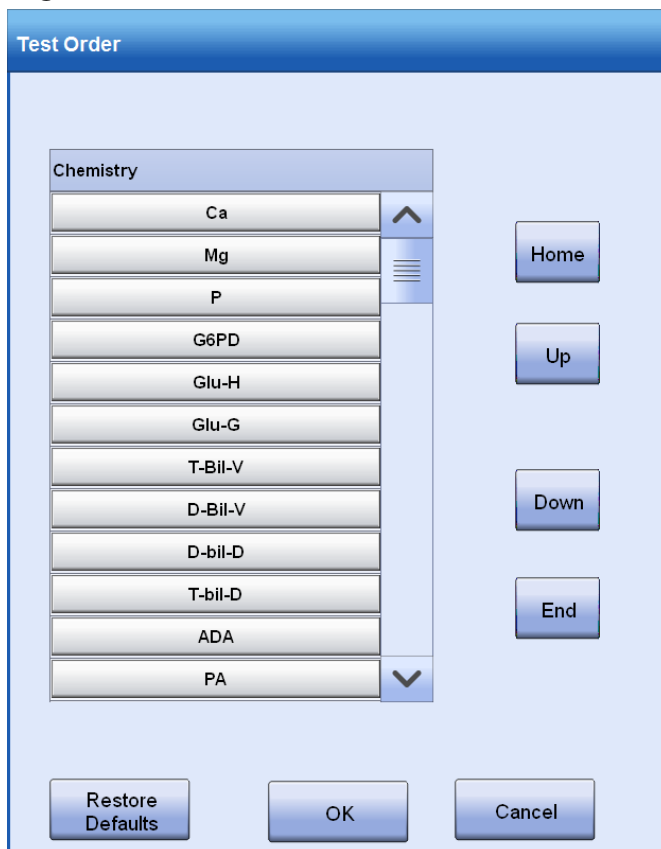 Test Order
Chemistry
Ca
Mg
P
G6PD
Glu-H
Glu-G
T-Bil-V
D-Bil-V
D-bil-D
T-bil-D
ADA
PA
Home
Up
Down
End
Restore
Defaults
OK
Cancel